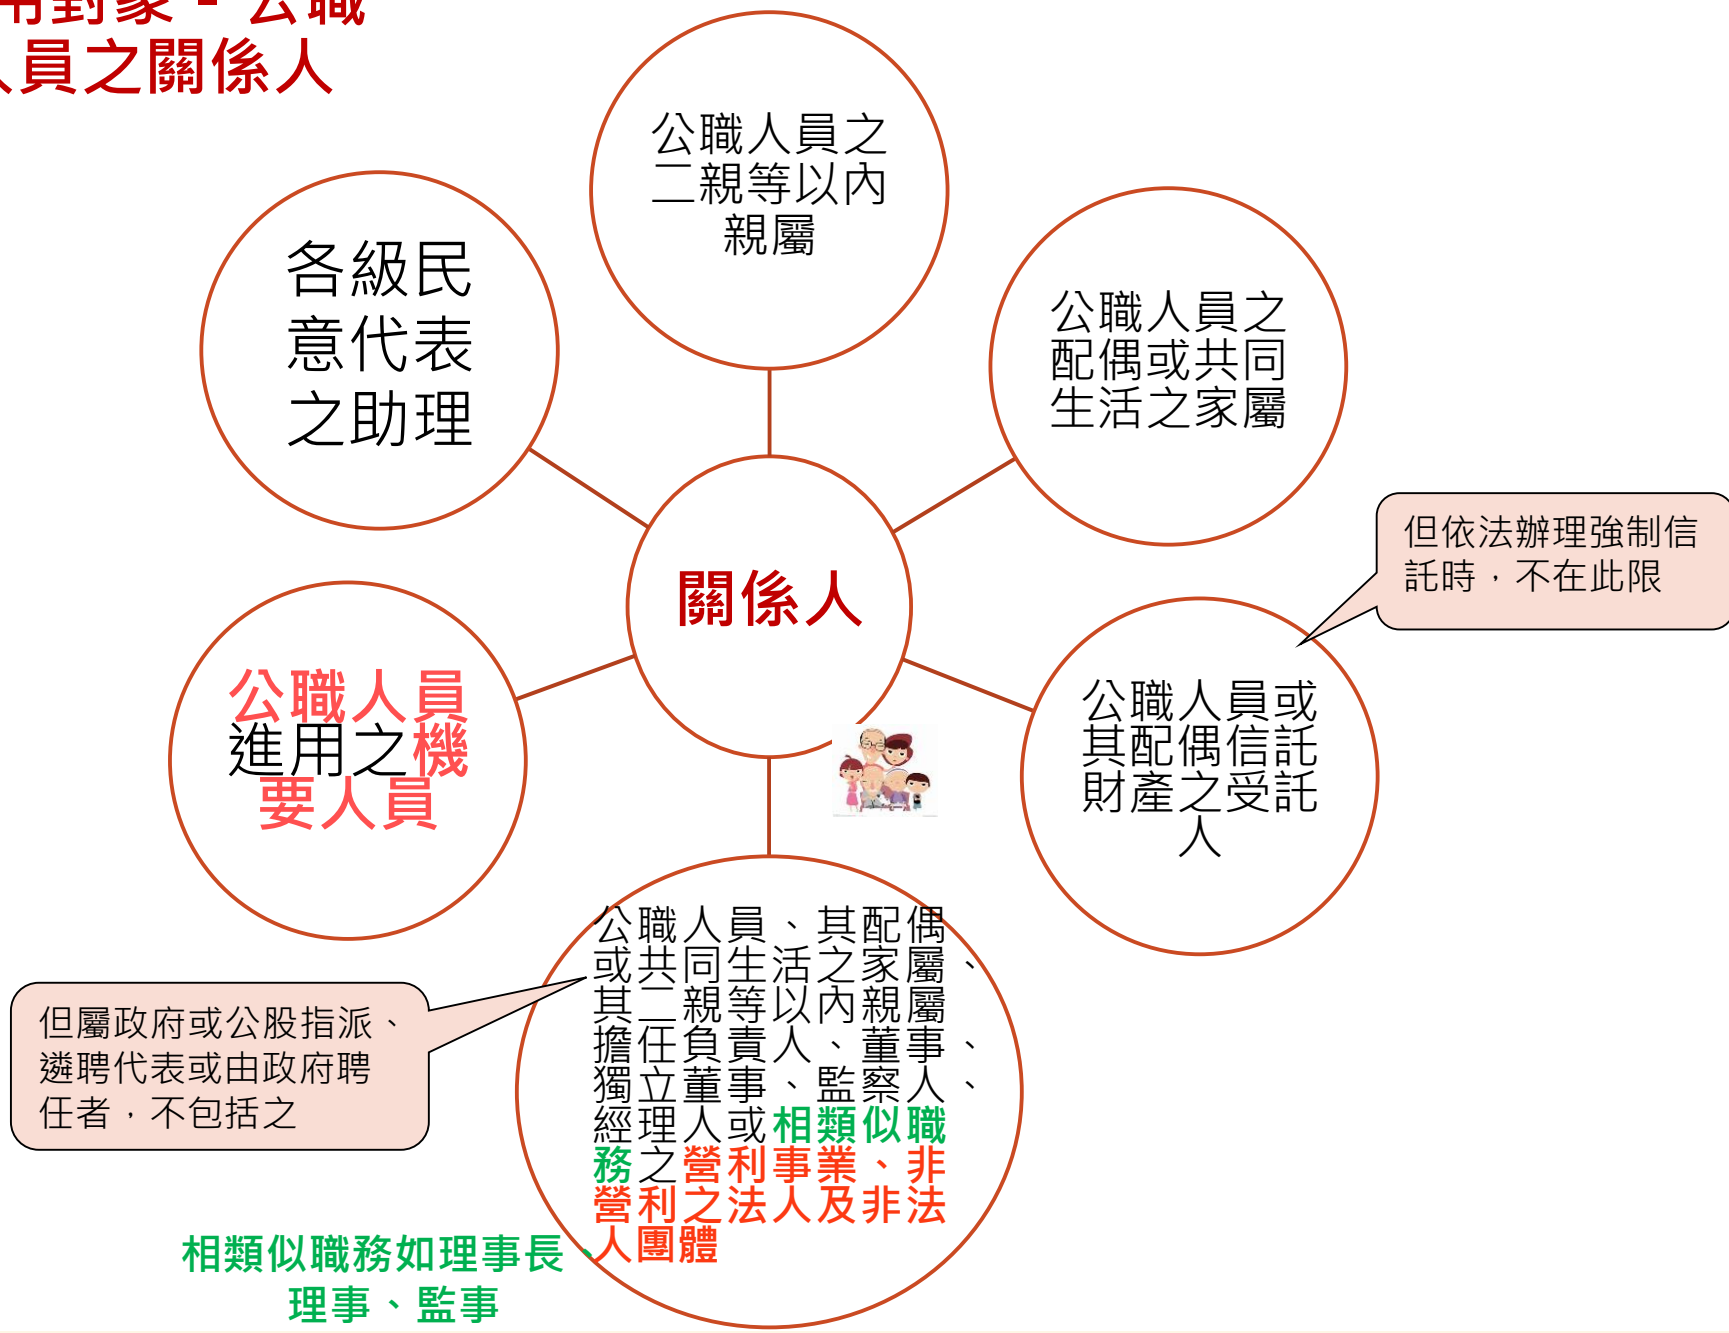 用對象 - 公職
人員之關係人
公職人員之
二親等以內
親屬
各級民
意代表
之助理
公職人員之
配偶或共同
生活之家屬
但依法辦理強制信
託時，不在此限
關係人
公職人員
進用之機
要人員
公職人員或
其配偶信託
財產之受託
人
公職人員、其配偶
或共同生活之家屬、
其二親等以內親屬
擔任負責人、董事、
獨立董事、監察人、
經理人或相類似職
務之營利事業、非
營利之法人及非法
人團體
但屬政府或公股指派、
遴聘代表或由政府聘
任者，不包括之
相類似職務如理事長、
理事、監事